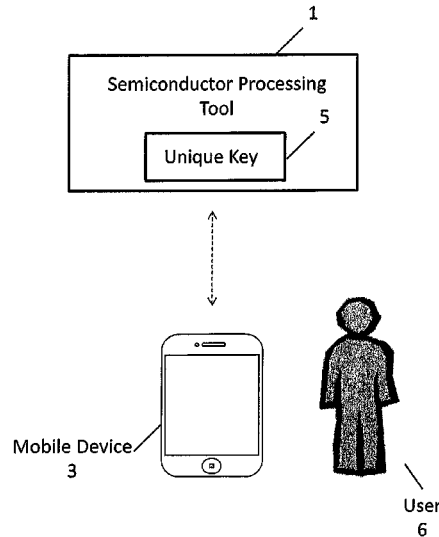 1
Semiconductor Processing
Tool
5
Unique Key
Mobile Device
3
User
6